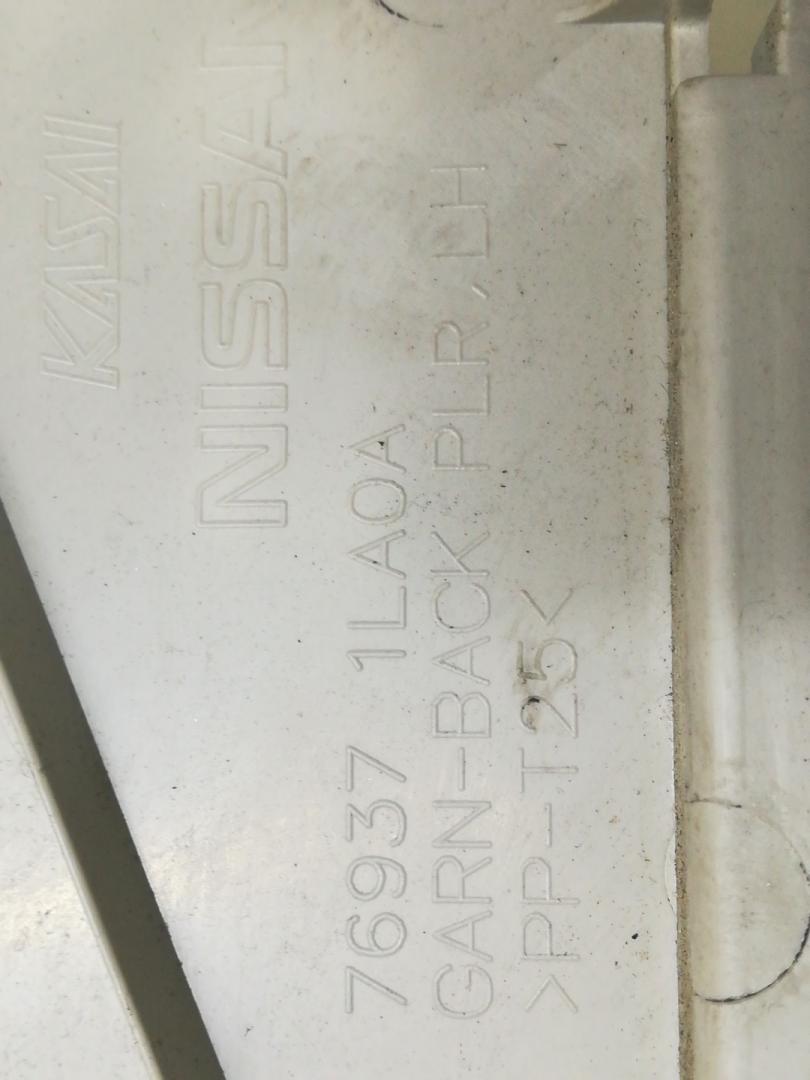 KASAI
NISSAN
76937 1LA0A
GARN-BACK PLR, LH
>PP-T25<